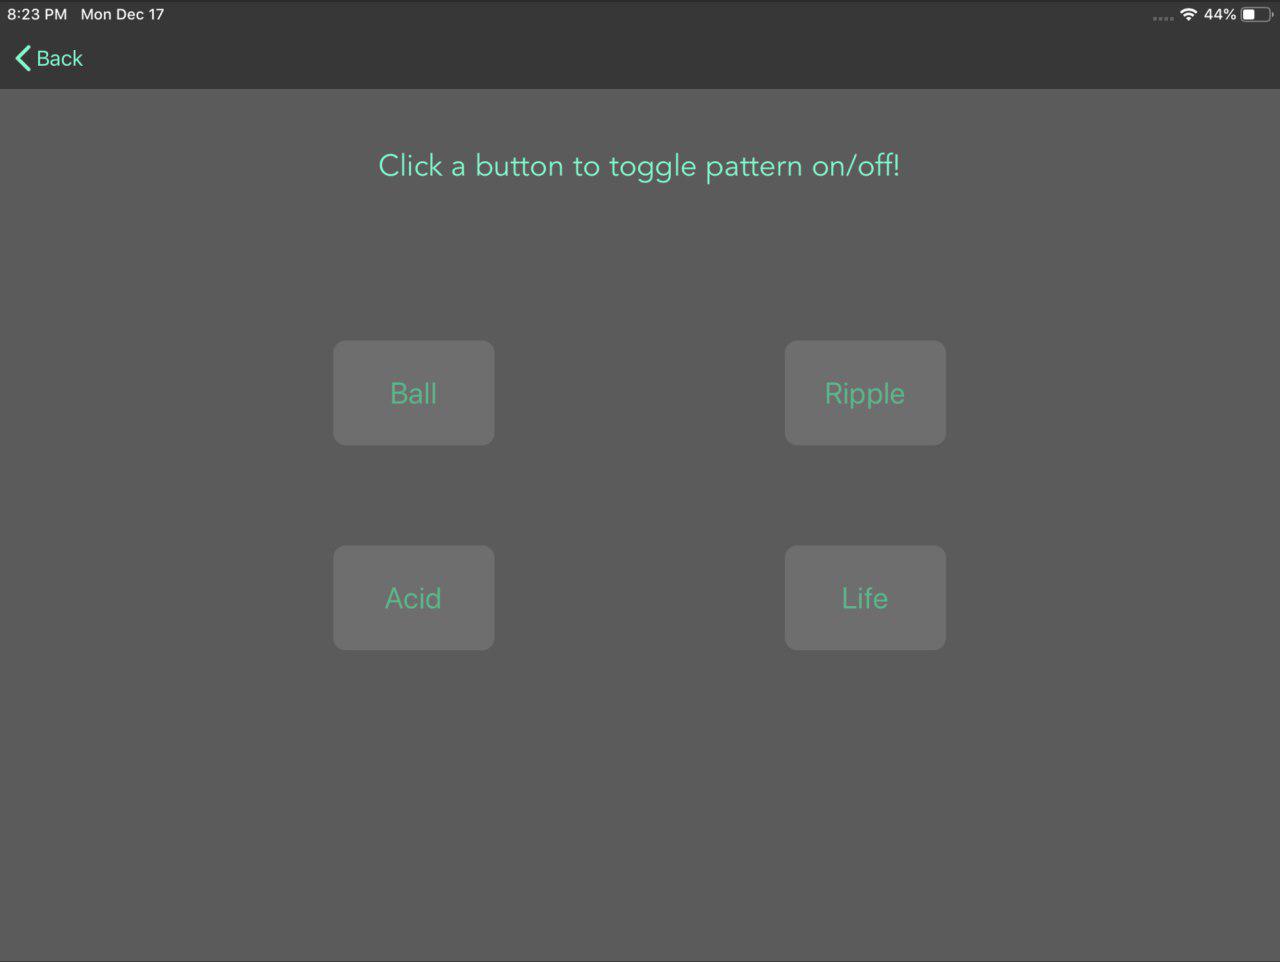 8:23 PM Mon Dec 17 44%
Back
Click a button to toggle pattern on/off!
Ball Ripple
Acid Life